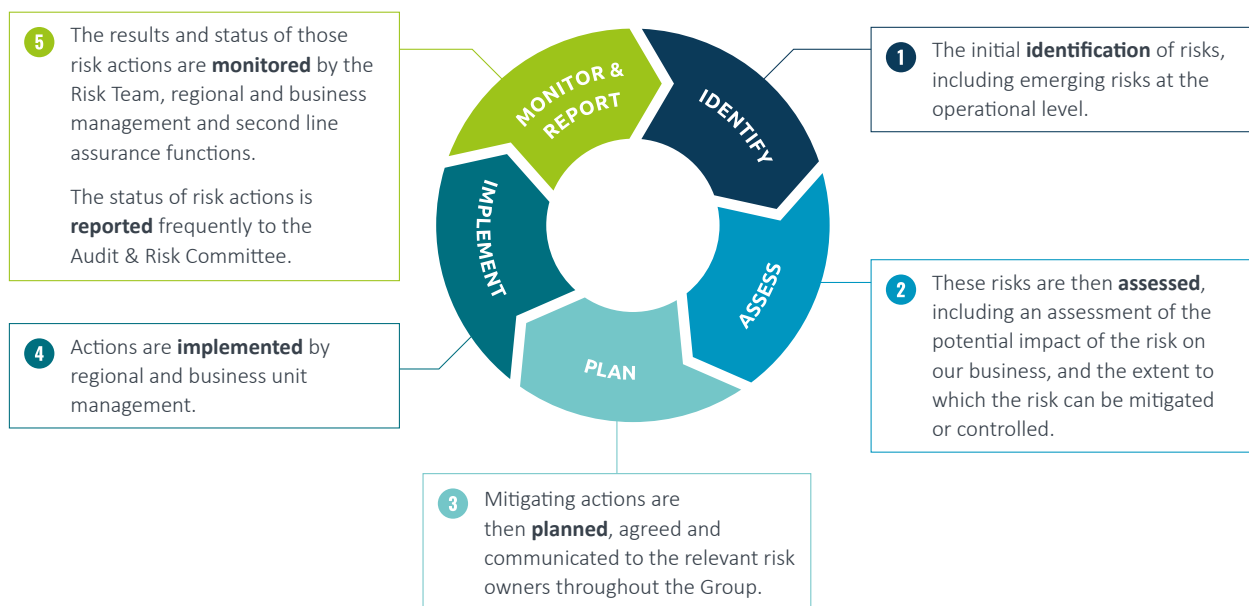 1
The initial identification of risks,
including emerging risks at the
operational level.
2
These risks are then assessed,
including an assessment of the
potential impact of the risk on
our business, and the extent to
which the risk can be mitigated
or controlled.
3
Mitigating actions are
then planned, agreed and
communicated to the relevant risk
owners throughout the Group.
4
Actions are implemented by
regional and business unit
management.
5
The results and status of those
risk actions are monitored by the
Risk Team, regional and business
management and second line
assurance functions.
The status of risk actions is
reported frequently to the
Audit & Risk Committee.
IDENTIFY
ASSESS
PLAN
IMPLEMENT
MONITOR &
REPORT